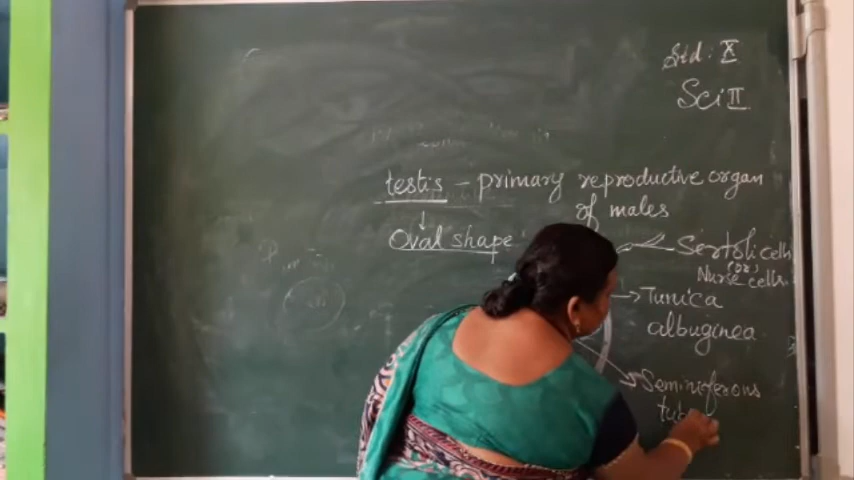 Std: X
Sci II
testis - primary reproductive organ
of males
Oval shape
Sertoli cells
(or)
Nurse cells.
Tunica
albuginea
Seminiferous
tub